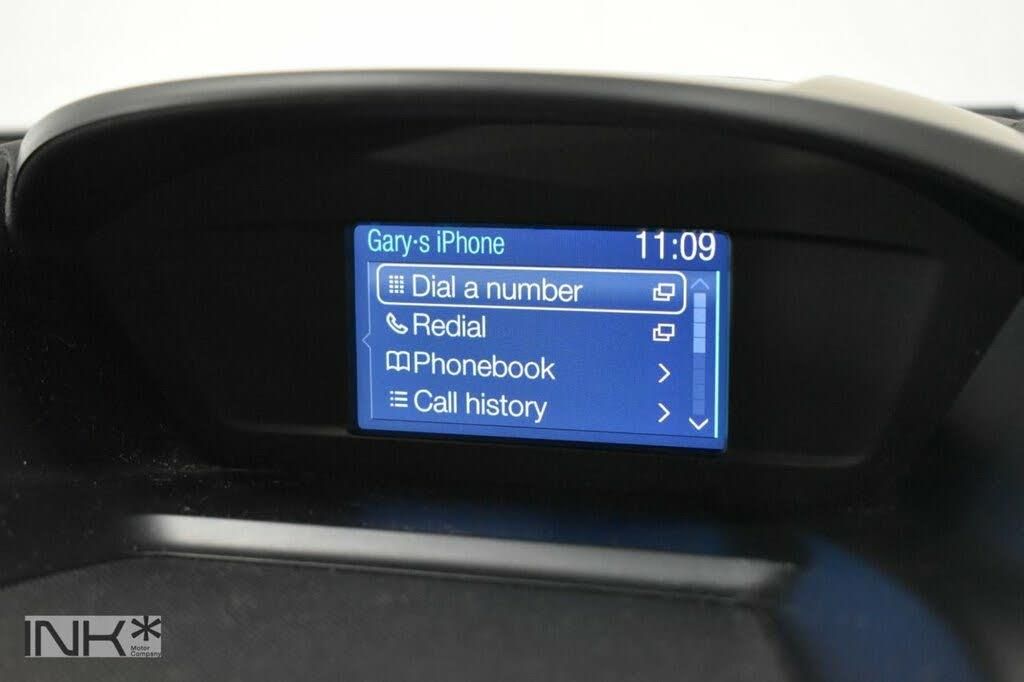 Gary·s iPhone 11:09
Dial a number
Redial
Phonebook
Call history
INK*
Motor
Company